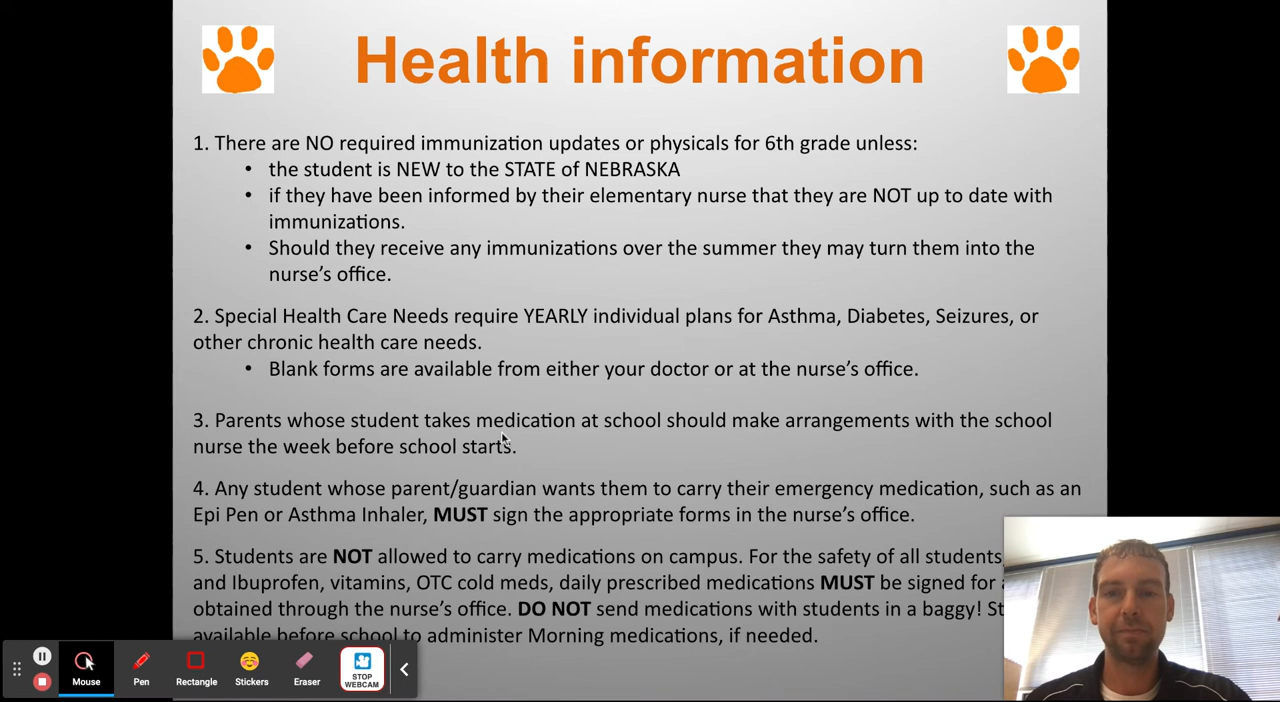 Health information
1. There are NO required immunization updates or physicals for 6th grade unless:
• the student is NEW to the STATE of NEBRASKA
• if they have been informed by their elementary nurse that they are NOT up to date with
immunizations.
• Should they receive any immunizations over the summer they may turn them into the
nurse's office.
2. Special Health Care Needs require YEARLY individual plans for Asthma, Diabetes, Seizures, or
other chronic health care needs.
• Blank forms are available from either your doctor or at the nurse's office.
3. Parents whose student takes medication at school should make arrangements with the school
nurse the week before school starts.
4. Any student whose parent/guardian wants them to carry their emergency medication, such as an
Epi Pen or Asthma Inhaler, MUST sign the appropriate forms in the nurse's office.
5. Students are NOT allowed to carry medications on campus. For the safety of all students,
and Ibuprofen, vitamins, OTC cold meds, daily prescribed medications MUST be signed for
obtained through the nurse's office. DO NOT send medications with students in a baggy!
available before school to administer Morning medications, if needed.
Mouse
Pen
Rectangle
Stickers
Eraser
STOP
WEBCAM